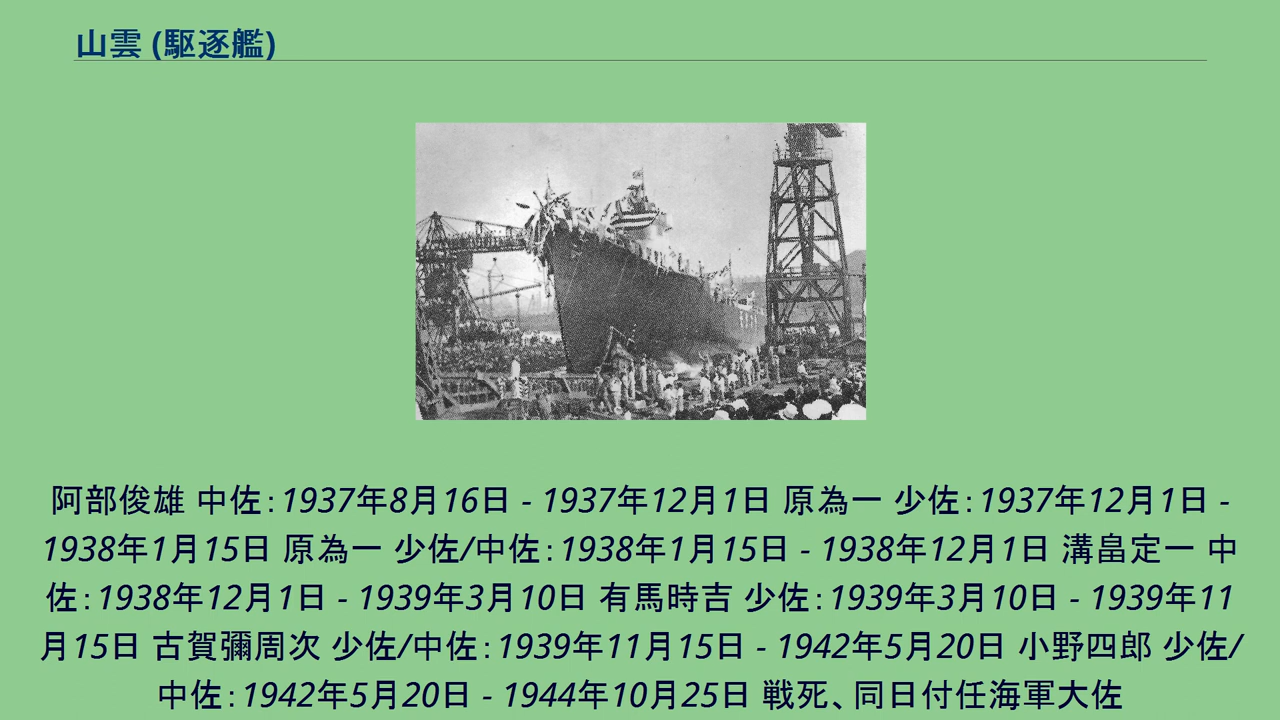 山雲 (駆逐艦)
阿部俊雄 中佐：1937年8月16日 - 1937年12月1日 原為一 少佐：1937年12月1日 -
1938年1月15日 原為一 少佐/中佐：1938年1月15日 - 1938年12月1日 溝畠定一 中
佐：1938年12月1日 - 1939年3月10日 有馬時吉 少佐：1939年3月10日 - 1939年11
月15日 古賀彌周次 少佐/中佐：1939年11月15日 - 1942年5月20日 小野四郎 少佐/
中佐：1942年5月20日 - 1944年10月25日 戦死、同日付任海軍大佐